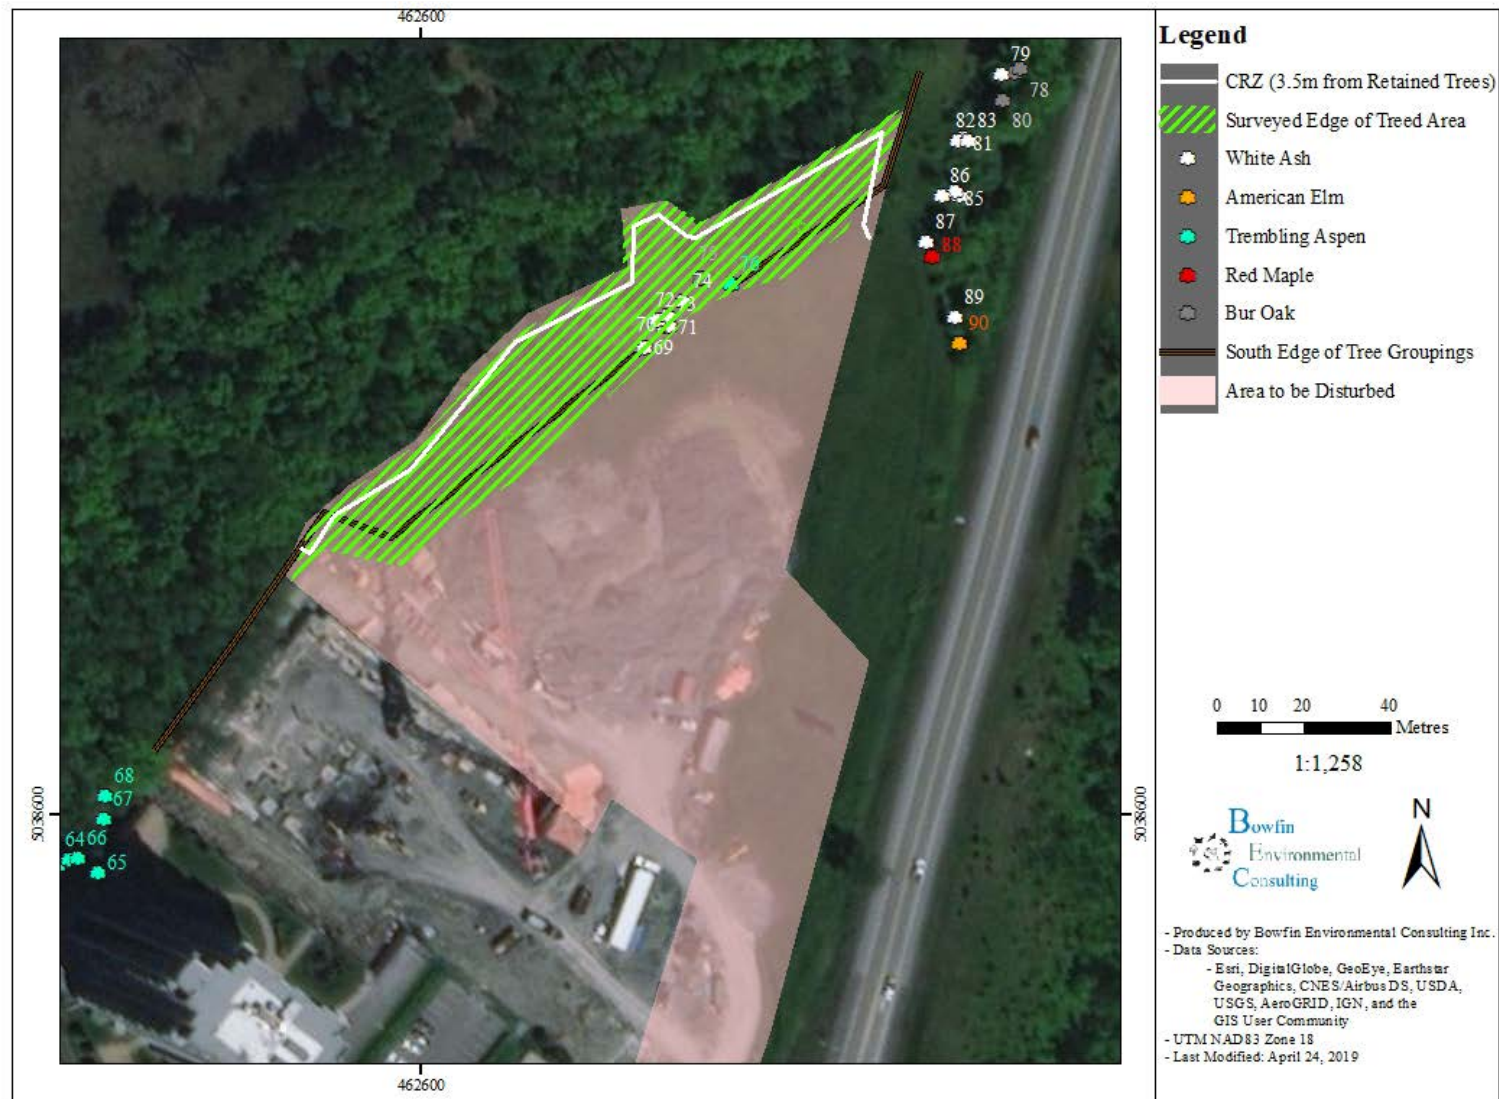 462600
Legend
CRZ (3.5m from Retained Trees)
Surveyed Edge of Treed Area
White Ash
American Elm
Trembling Aspen
Red Maple
Bur Oak
South Edge of Tree Groupings
Area to be Disturbed
79
78
80
82 83
81
86
85
87
88
89
90
74
72
71
69
68
67
64 66
65
5038600
5038600
462600
0 10 20 40
Metres
1:1,258
Bowfin
Environmental
Consulting
N
- Produced by Bowfin Environmental Consulting Inc.
- Data Sources:
- Esri, DigitalGlobe, GeoEye, Earthstar
Geographics, CNES/Airbus DS, USDA,
USGS, AeroGRID, IGN, and the
GIS User Community
- UTM NAD83 Zone 18
- Last Modified: April 24, 2019